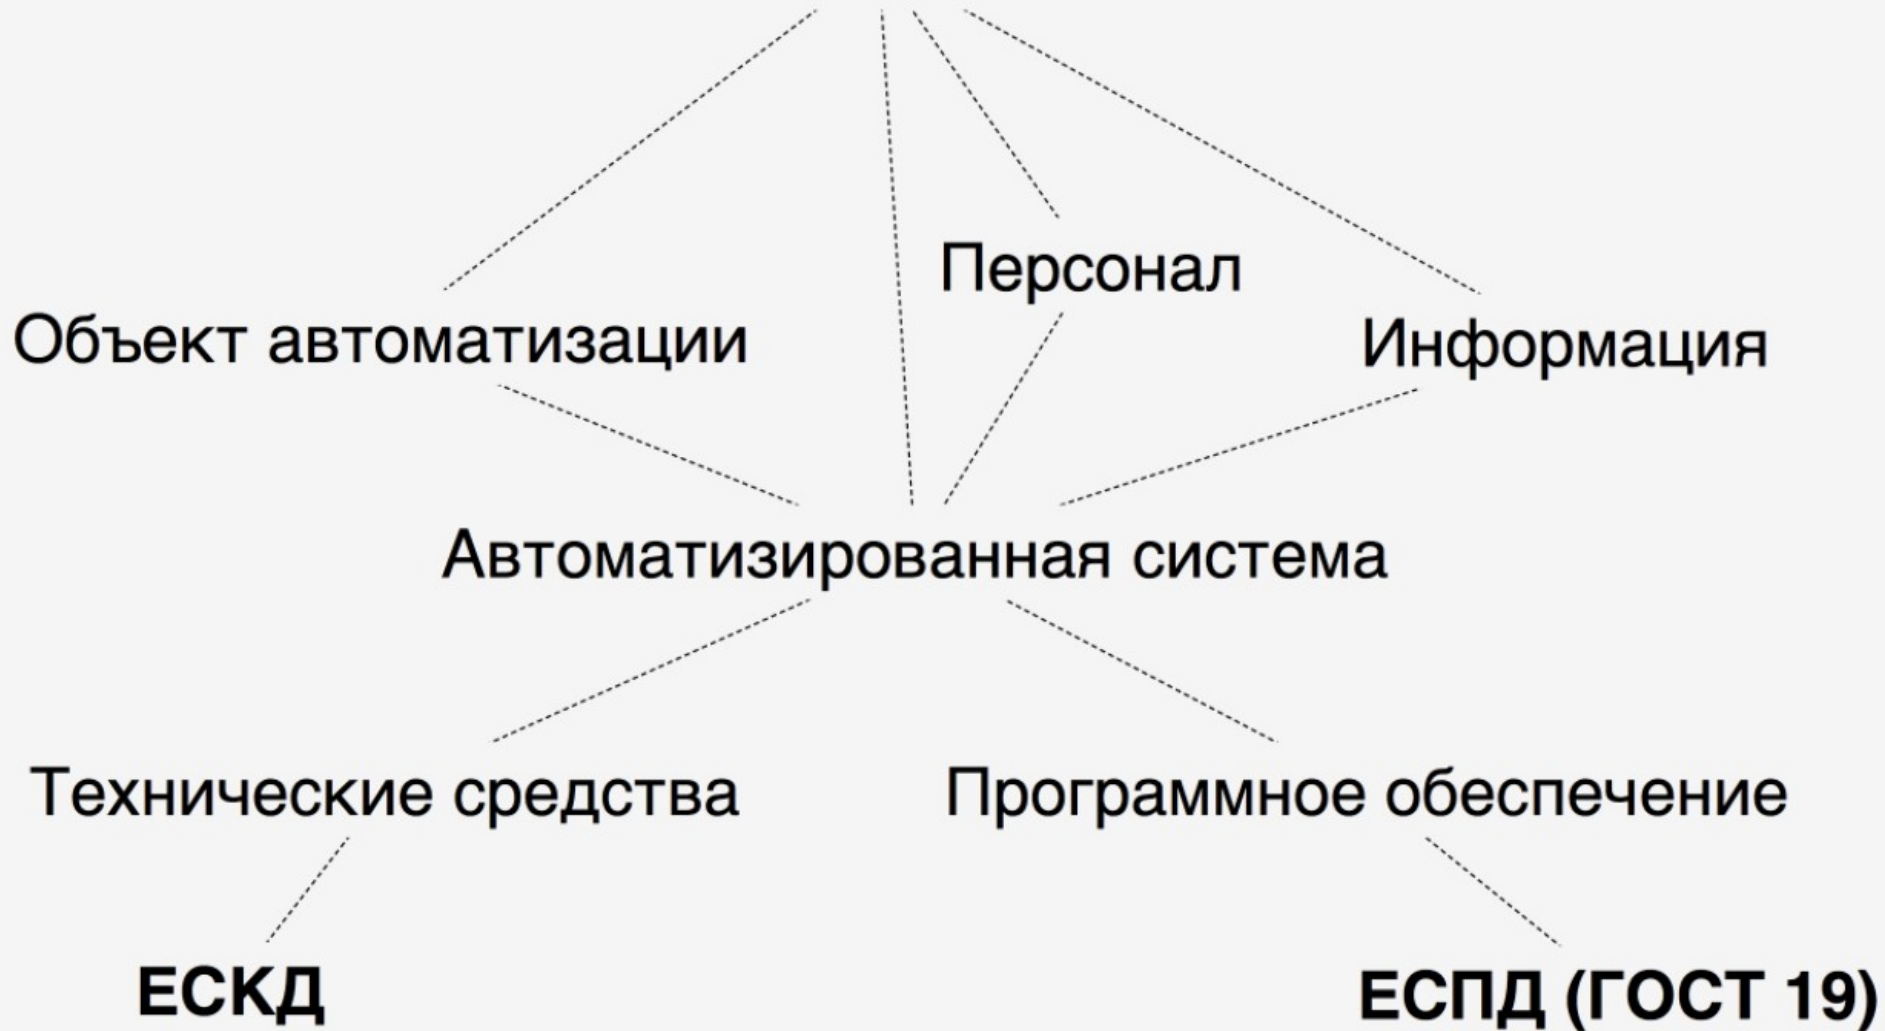 Персонал
Объект автоматизации
Информация
Автоматизированная система
Технические средства
Программное обеспечение
ЕСКД
ЕСПД (ГОСТ 19)